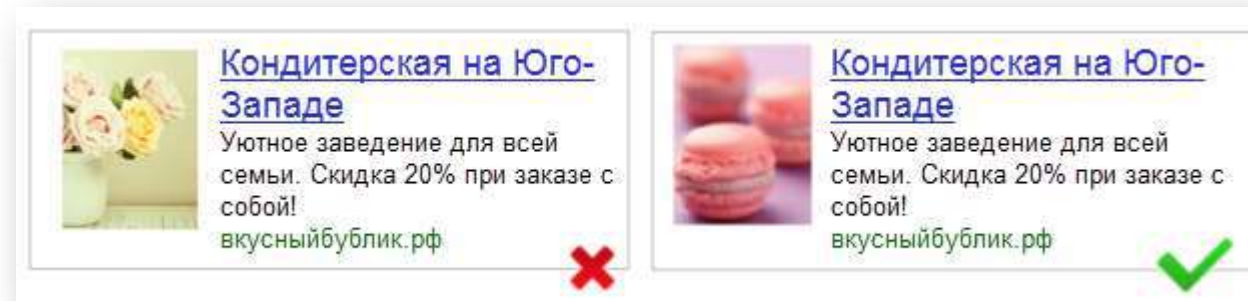 Кондитерская на Юго-
Западе
Уютное заведение для всей
семьи. Скидка 20% при заказе с
собой!
вкусныйбублик.рф
Кондитерская на Юго-
Западе
Уютное заведение для всей
семьи. Скидка 20% при заказе с
собой!
вкусныйбублик.рф